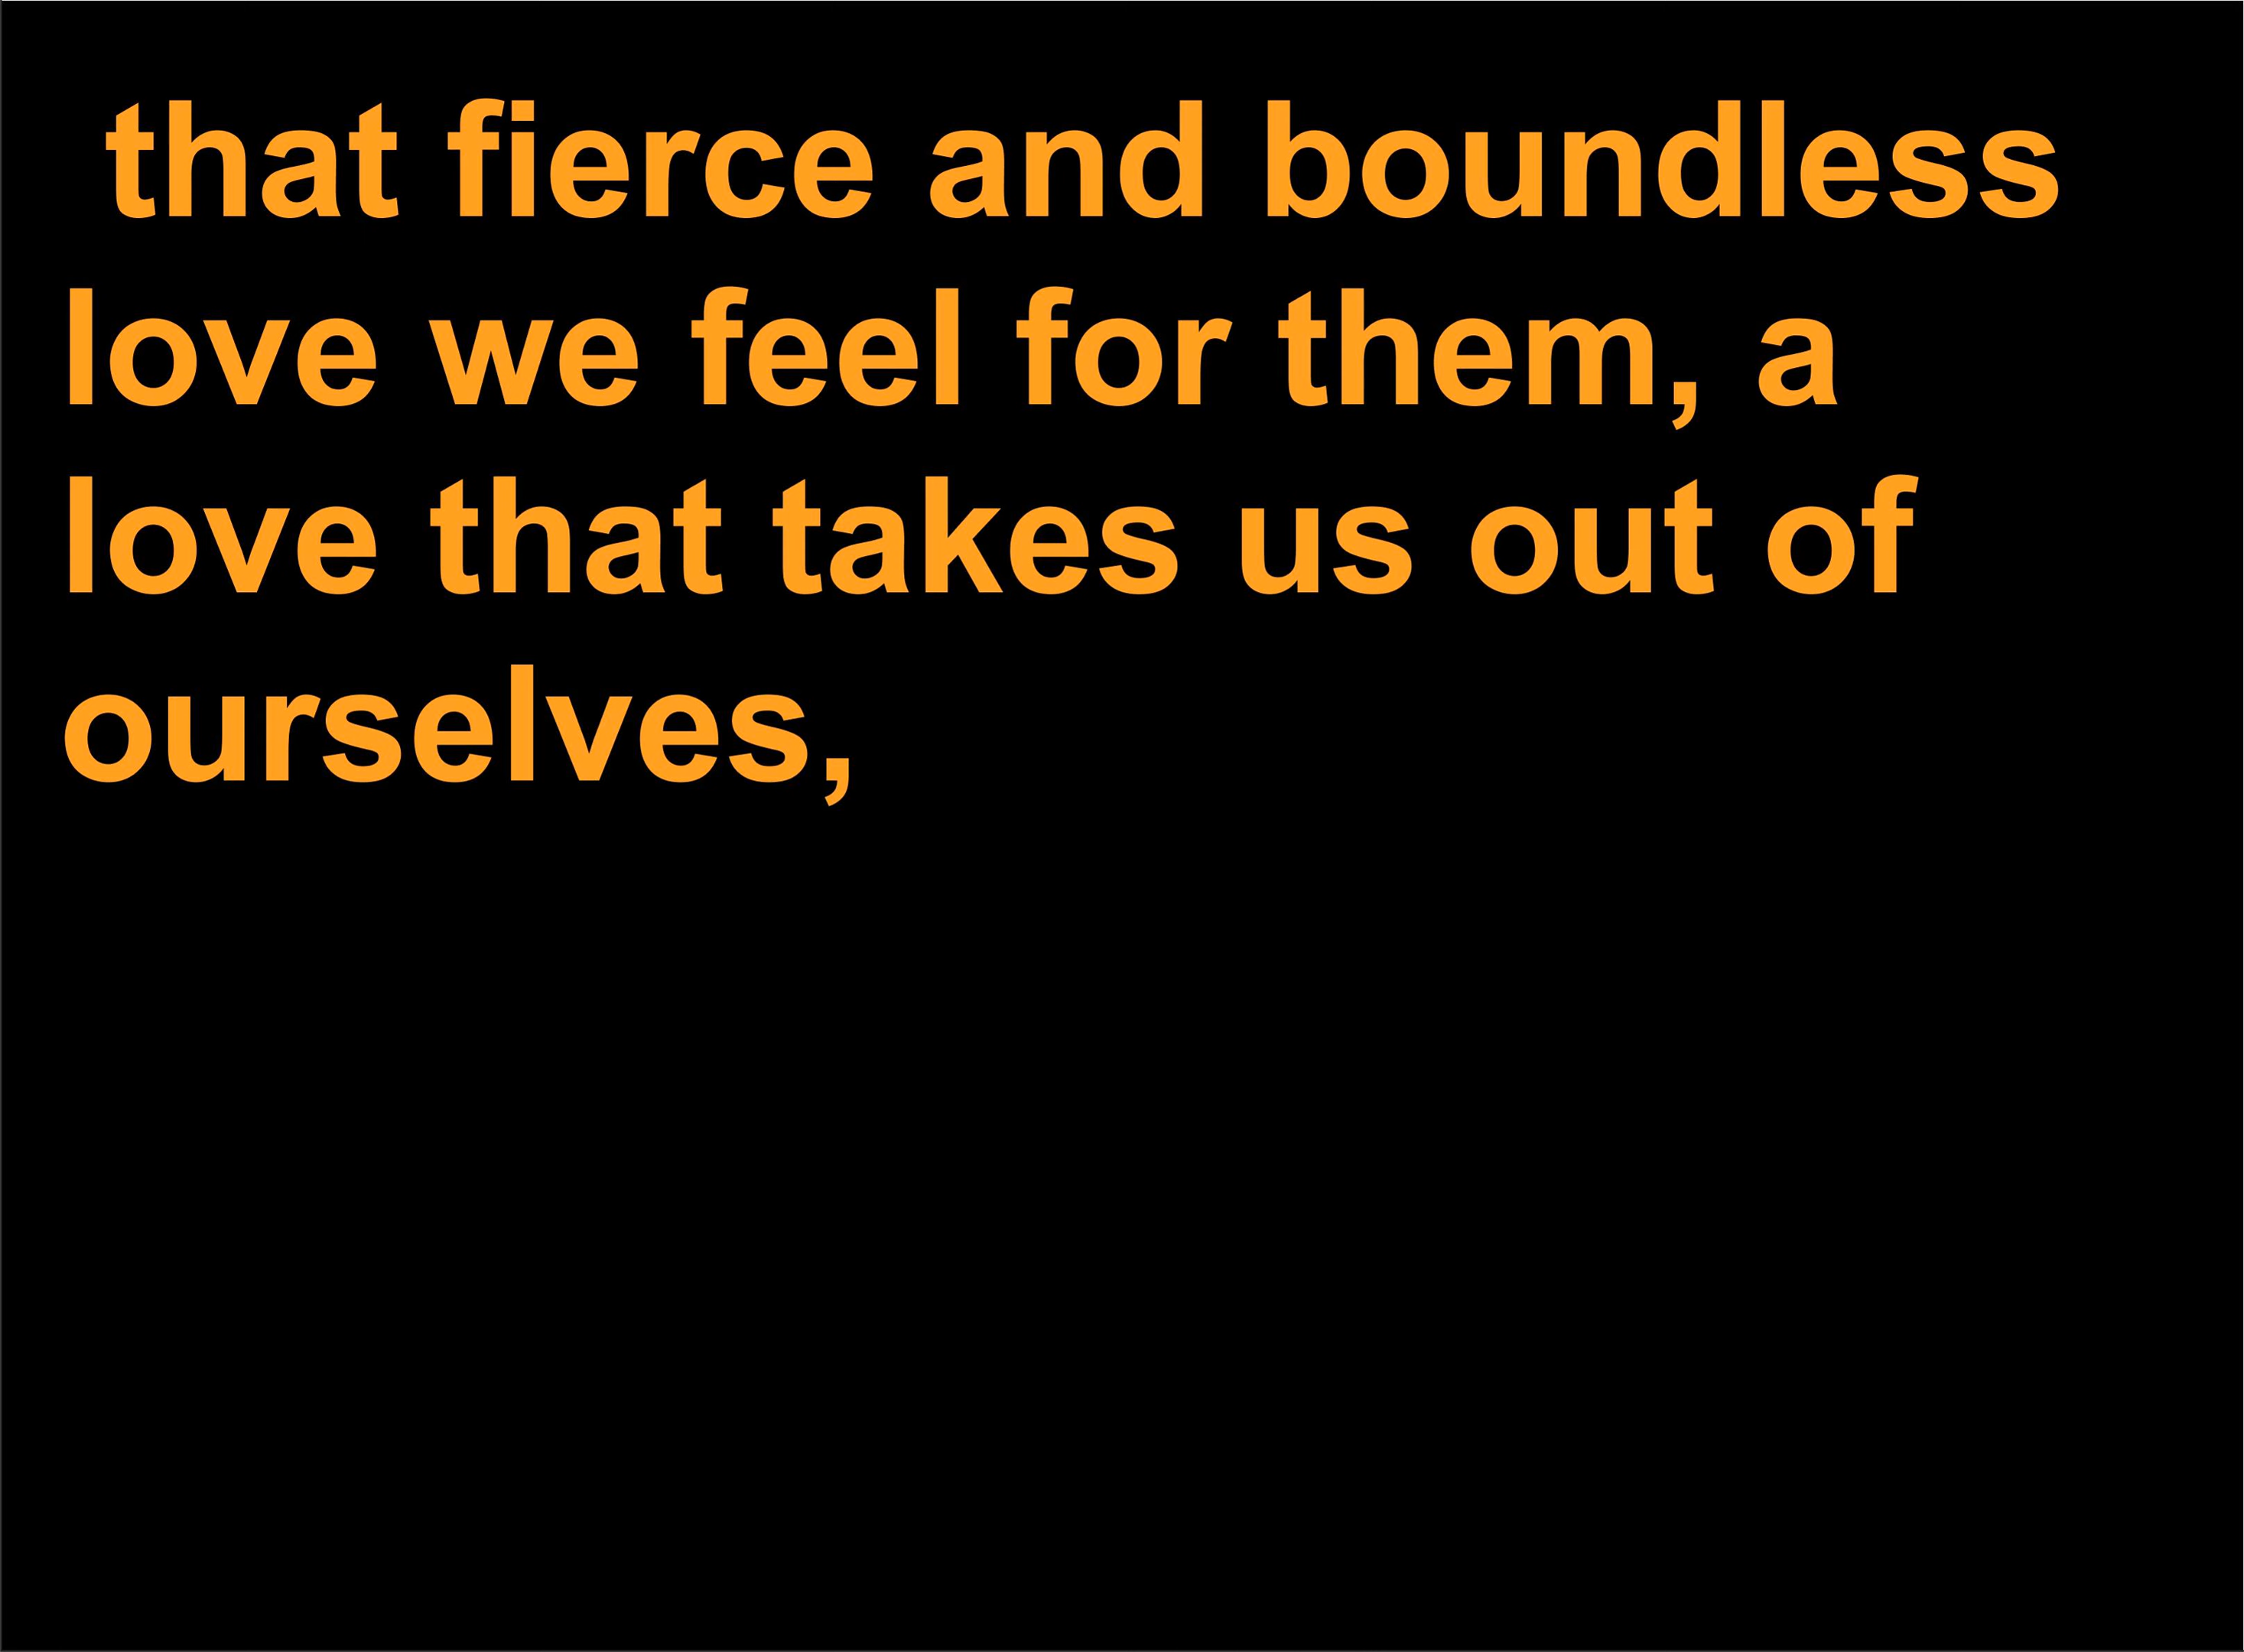 that fierce and boundless
love we feel for them, a
love that takes us out of
ourselves,